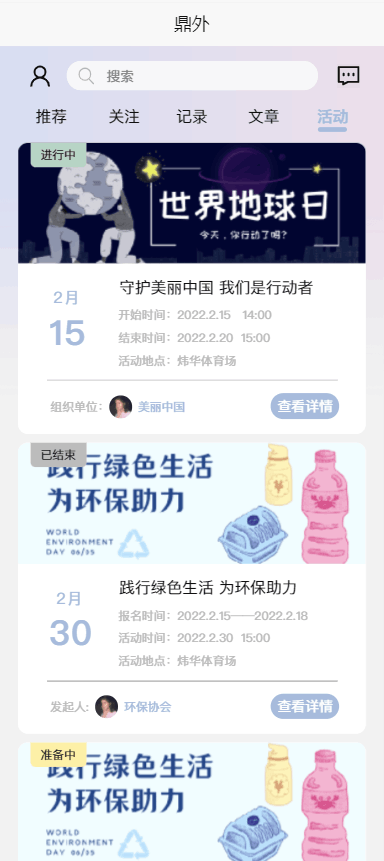 鼎外
搜索
推荐 关注 记录 文章 活动
进行中
世界地球日
今天，你行动了吗？
2月
15
守护美丽中国 我们是行动者
开始时间：2022.2.15 14:00
结束时间：2022.2.20 15:00
活动地点：炜华体育场
组织单位： 美丽中国 查看详情
已结束
践行绿色生活
为环保助力
WORLD
ENVIRONMENT
DAY 06/05
2月
30
践行绿色生活 为环保助力
报名时间：2022.2.15——2022.2.18
活动时间：2022.2.30 15:00
活动地点：炜华体育场
发起人: 环保协会 查看详情
准备中
践行绿色生活
为环保助力
WORLD
ENVIRONMENT
DAY 06/05